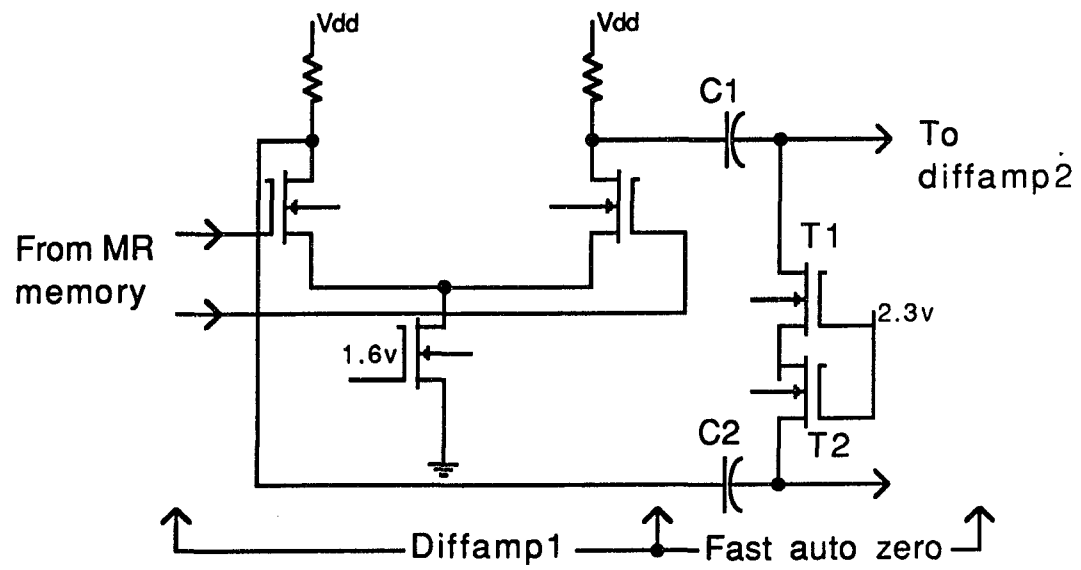 Vdd
Vdd
C1
To
diffamp2
From MR
memory
T1
2.3v
1.6v
C2
T2
Diffamp1
Fast auto zero